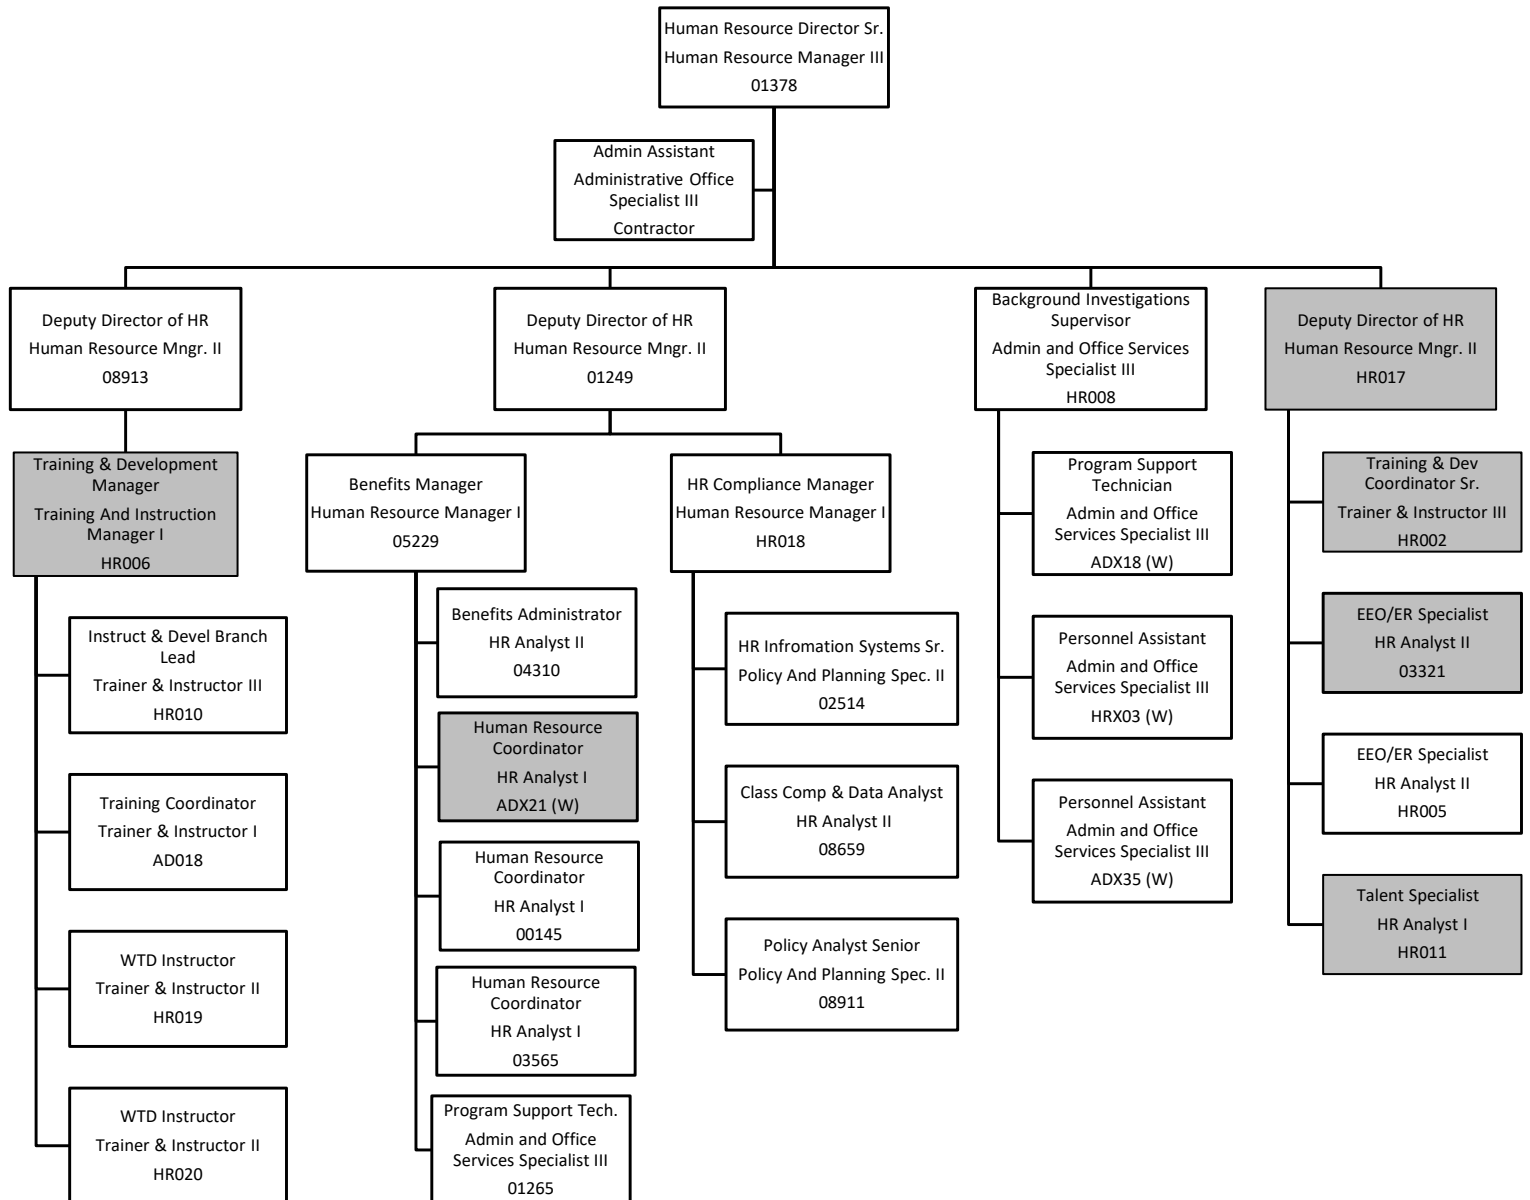 Human Resource Director Sr.
Human Resource Manager III
01378
Admin Assistant
Administrative Office
Specialist III
Contractor
Deputy Director of HR
Human Resource Mngr. II
08913
Deputy Director of HR
Human Resource Mngr. II
01249
Background Investigations
Supervisor
Admin and Office Services
Specialist III
HR008
Deputy Director of HR
Human Resource Mngr. II
HR017
Training & Development
Manager
Training And Instruction
Manager I
HR006
Instruct & Devel Branch
Lead
Trainer & Instructor III
HR010
Training Coordinator
Trainer & Instructor I
AD018
WTD Instructor
Trainer & Instructor II
HR019
WTD Instructor
Trainer & Instructor II
HR020
Benefits Manager
Human Resource Manager I
05229
Benefits Administrator
HR Analyst II
04310
Human Resource
Coordinator
HR Analyst I
ADX21 (W)
Human Resource
Coordinator
HR Analyst I
00145
Human Resource
Coordinator
HR Analyst I
03565
Program Support Tech.
Admin and Office
Services Specialist III
01265
HR Compliance Manager
Human Resource Manager I
HR018
HR Infromation Systems Sr.
Policy And Planning Spec. II
02514
Class Comp & Data Analyst
HR Analyst II
08659
Policy Analyst Senior
Policy And Planning Spec. II
08911
Program Support
Technician
Admin and Office
Services Specialist III
ADX18 (W)
Personnel Assistant
Admin and Office
Services Specialist III
HRX03 (W)
Personnel Assistant
Admin and Office
Services Specialist III
ADX35 (W)
Training & Dev
Coordinator Sr.
Trainer & Instructor III
HR002
EEO/ER Specialist
HR Analyst II
03321
EEO/ER Specialist
HR Analyst II
HR005
Talent Specialist
HR Analyst I
HR011